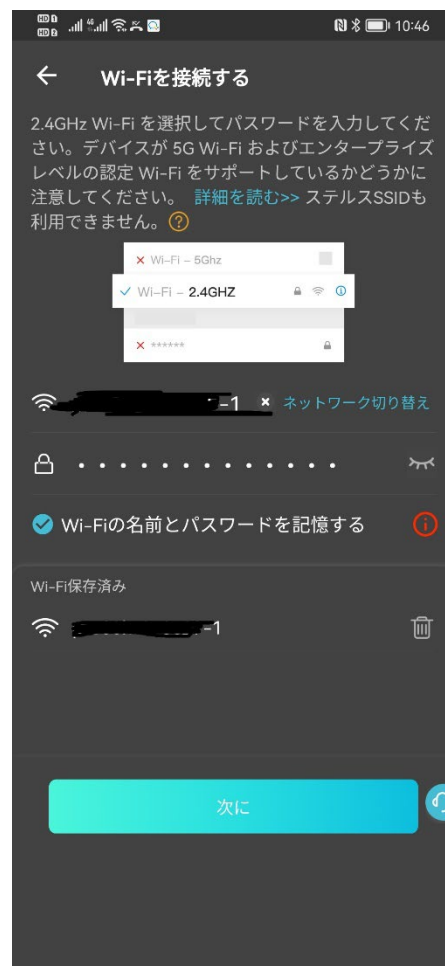 10:46
Wi-Fiを接続する
2.4GHz Wi-Fi を選択してパスワードを入力してくだ
さい。デバイスが 5G Wi-Fi およびエンタープライズ
レベルの認定 Wi-Fi をサポートしているかどうかに
注意してください。 詳細を読む>> ステルスSSIDも
利用できません。?
× Wi-Fi – 5Ghz
✓ Wi-Fi – 2.4GHZ
× ******
-1 × ネットワーク切り替え
Wi-Fiの名前とパスワードを記憶する
Wi-Fi保存済み
-1
次に